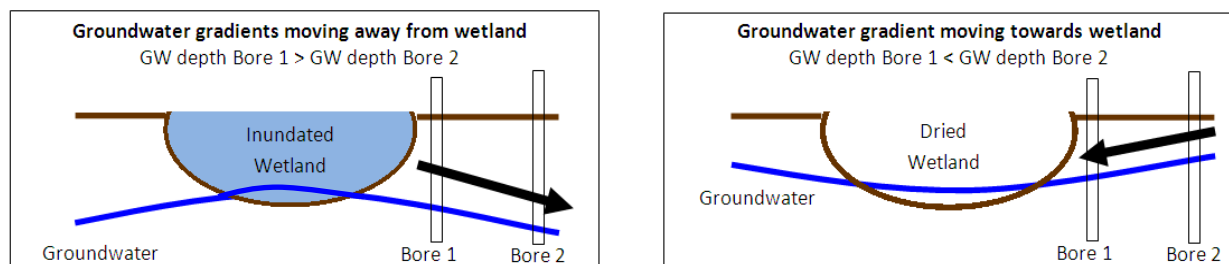 Groundwater gradients moving away from wetland
GW depth Bore 1 > GW depth Bore 2
Inundated
Wetland
Groundwater
Bore 1
Bore 2
Groundwater gradient moving towards wetland
GW depth Bore 1 < GW depth Bore 2
Dried
Wetland
Groundwater
Bore 1
Bore 2